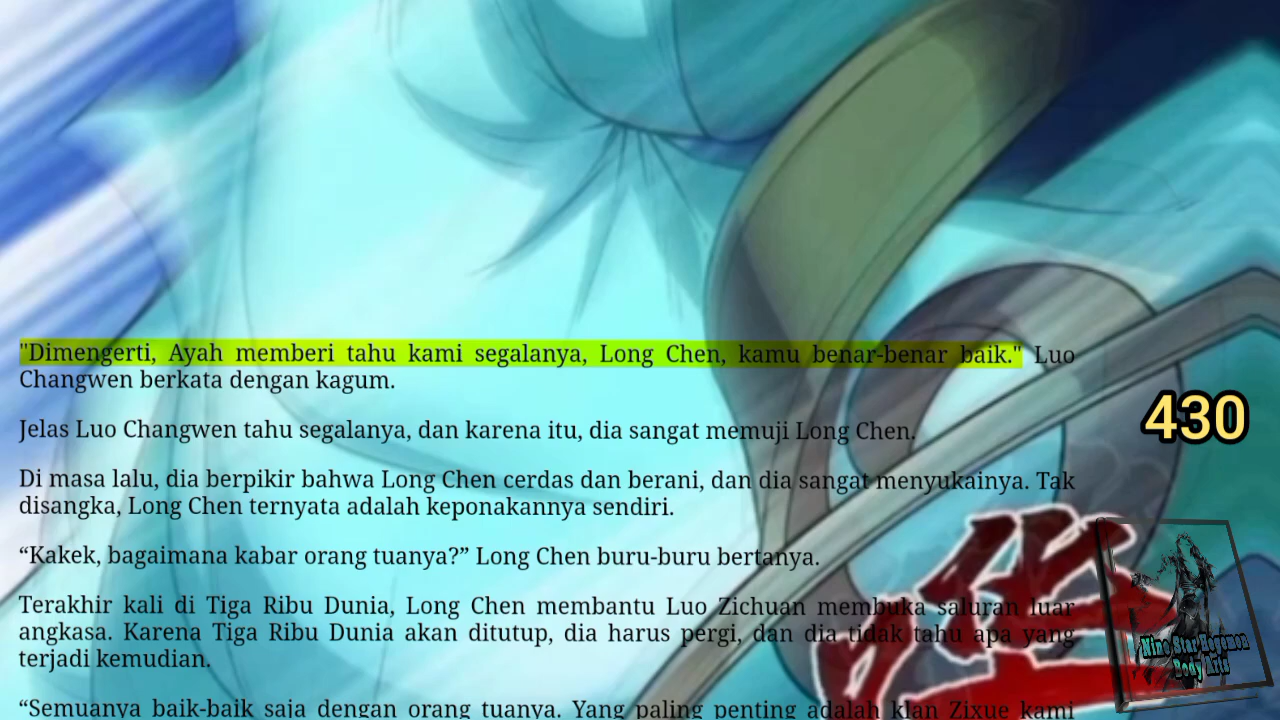 "Dimengerti, Ayah memberi tahu kami segalanya, Long Chen, kamu benar-benar baik." Luo
Changwen berkata dengan kagum.
Jelas Luo Changwen tahu segalanya, dan karena itu, dia sangat memuji Long Chen.
Di masa lalu, dia berpikir bahwa Long Chen cerdas dan berani, dan dia sangat menyukainya. Tak
disangka, Long Chen ternyata adalah keponakannya sendiri.
“Kakek, bagaimana kabar orang tuanya?” Long Chen buru-buru bertanya.
Terakhir kali di Tiga Ribu Dunia, Long Chen membantu Luo Zichuan membuka saluran luar
angkasa. Karena Tiga Ribu Dunia akan ditutup, dia harus pergi, dan dia tidak tahu apa yang
terjadi kemudian.
“Semuanya baik-baik saja dengan orang tuanya. Yang paling penting adalah klan Zixue kami
430
Nine Star Hegemon
Body Arts